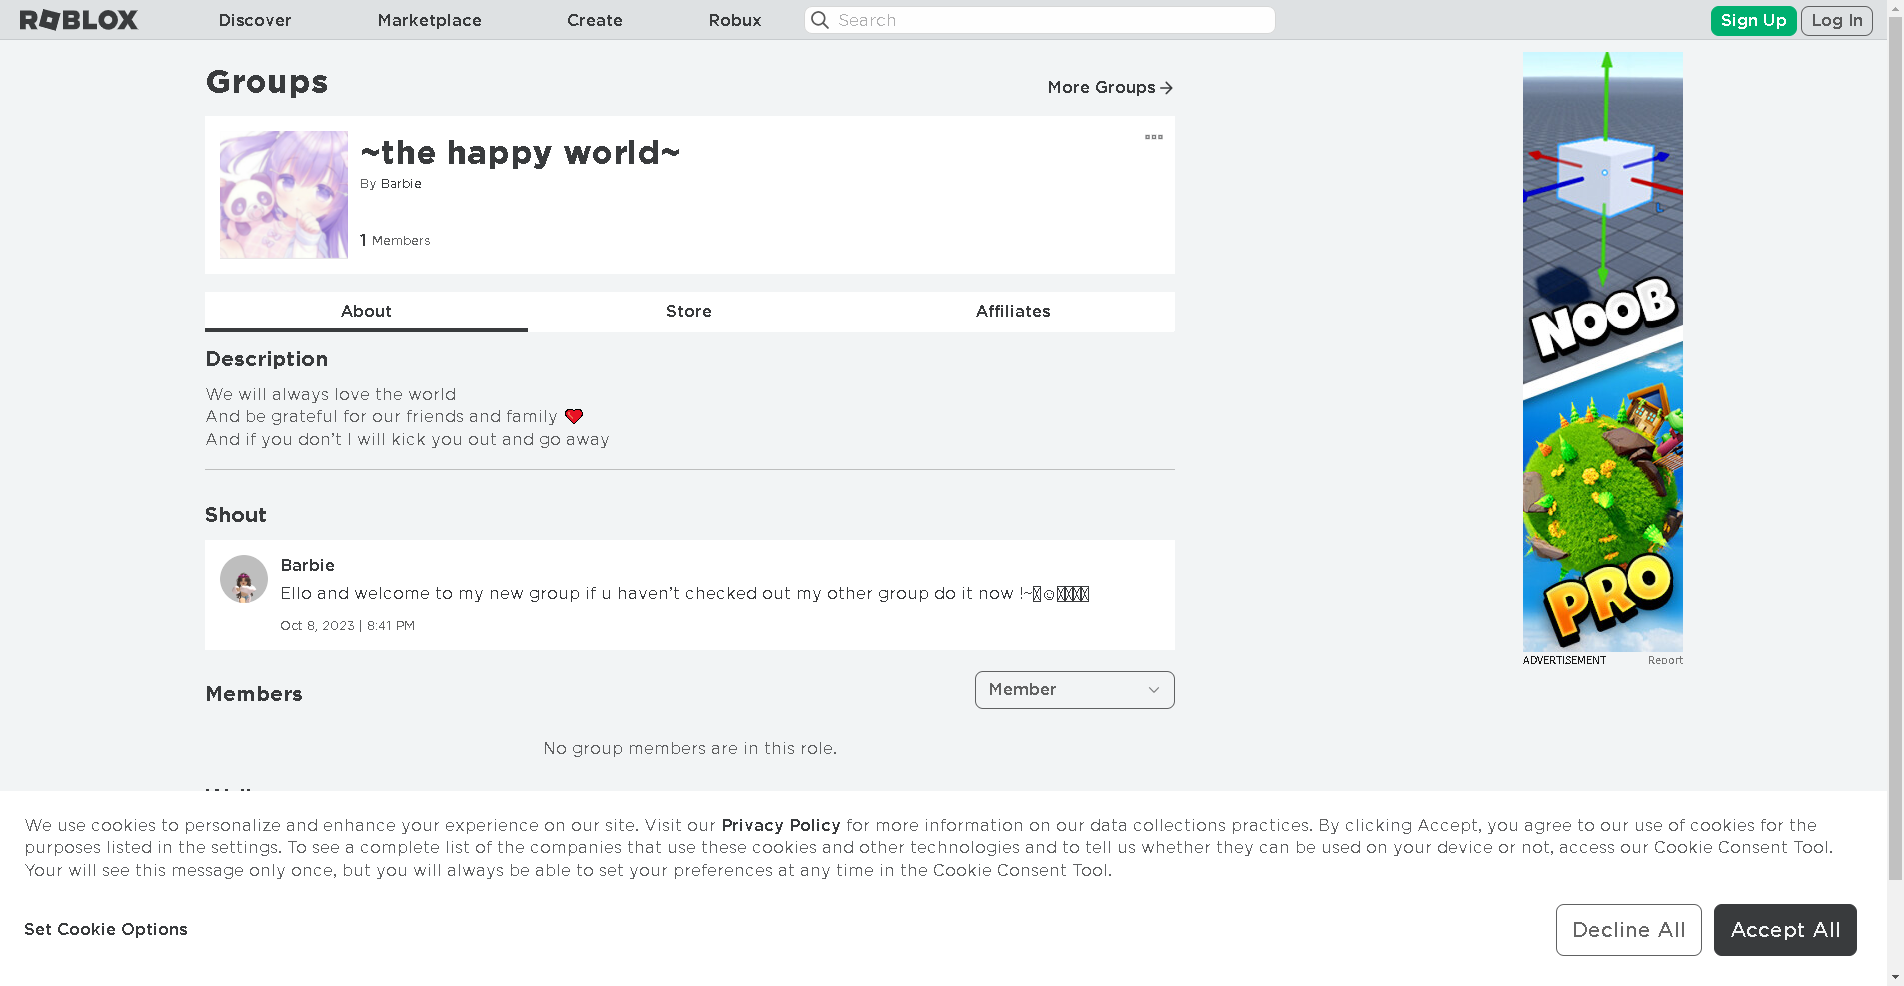 ROBLOX Discover Marketplace Create Robux Search Sign Up Log In
Groups
More Groups
~the happy world~
By Barbie
1 Members
About Store Affiliates
Description
We will always love the world
And be grateful for our friends and family ❤
And if you don't I will kick you out and go away
Shout
Barbie
Ello and welcome to my new group if u haven't checked out my other group do it now !~
Oct 8, 2023 | 8:41 PM
Members
Member
No group members are in this role.
NOOB
PRO
ADVERTISEMENT Report
We use cookies to personalize and enhance your experience on our site. Visit our Privacy Policy for more information on our data collections practices. By clicking Accept, you agree to our use of cookies for the
purposes listed in the settings. To see a complete list of the companies that use these cookies and other technologies and to tell us whether they can be used on your device or not, access our Cookie Consent Tool.
Your will see this message only once, but you will always be able to set your preferences at any time in the Cookie Consent Tool.
Set Cookie Options
Decline All
Accept All